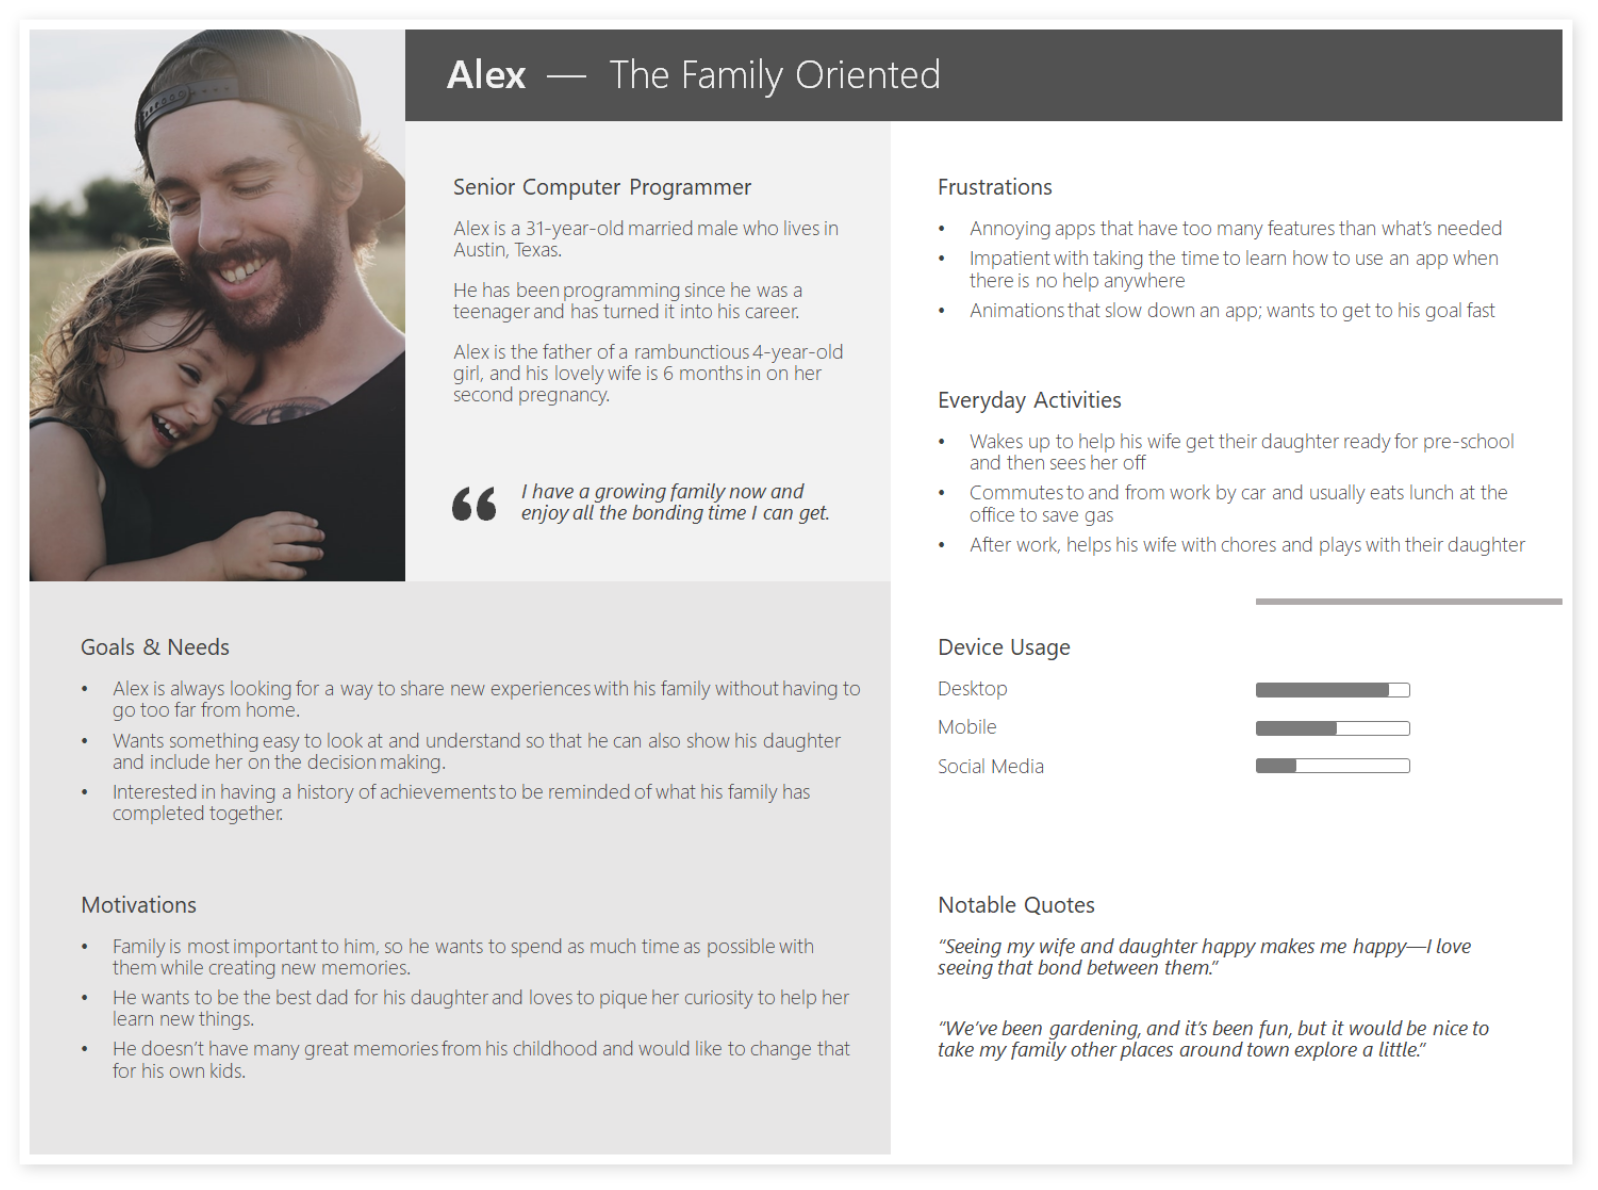 Alex — The Family Oriented
Senior Computer Programmer
Alex is a 31-year-old married male who lives in
Austin, Texas.
He has been programming since he was a
teenager and has turned it into his career.
Alex is the father of a rambunctious 4-year-old
girl, and his lovely wife is 6 months in on her
second pregnancy.
“
I have a growing family now and
enjoy all the bonding time I can get.
Frustrations
• Annoying apps that have too many features than what’s needed
• Impatient with taking the time to learn how to use an app when
there is no help anywhere
• Animations that slow down an app; wants to get to his goal fast
Everyday Activities
• Wakes up to help his wife get their daughter ready for pre-school
and then sees her off
• Commutes to and from work by car and usually eats lunch at the
office to save gas
• After work, helps his wife with chores and plays with their daughter
Goals & Needs
• Alex is always looking for a way to share new experiences with his family without having to
go too far from home.
• Wants something easy to look at and understand so that he can also show his daughter
and include her on the decision making.
• Interested in having a history of achievements to be reminded of what his family has
completed together.
Motivations
• Family is most important to him, so he wants to spend as much time as possible with
them while creating new memories.
• He wants to be the best dad for his daughter and loves to pique her curiosity to help her
learn new things.
• He doesn’t have many great memories from his childhood and would like to change that
for his own kids.
Device Usage
Desktop
Mobile
Social Media
Notable Quotes
“Seeing my wife and daughter happy makes me happy—I love
seeing that bond between them.”
“We’ve been gardening, and it’s been fun, but it would be nice to
take my family other places around town explore a little.”